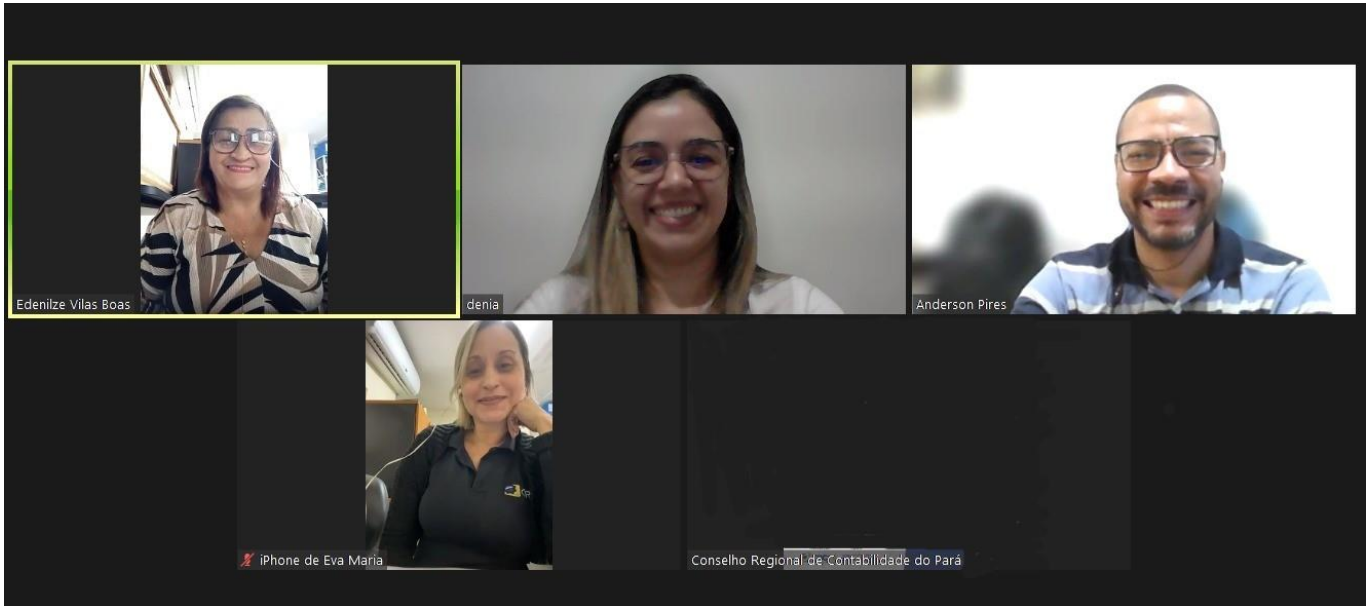 Edenilze Vilas Boas
denia
Anderson Pires
iPhone de Eva Maria
Conselho Regional de Contabilidade do Pará